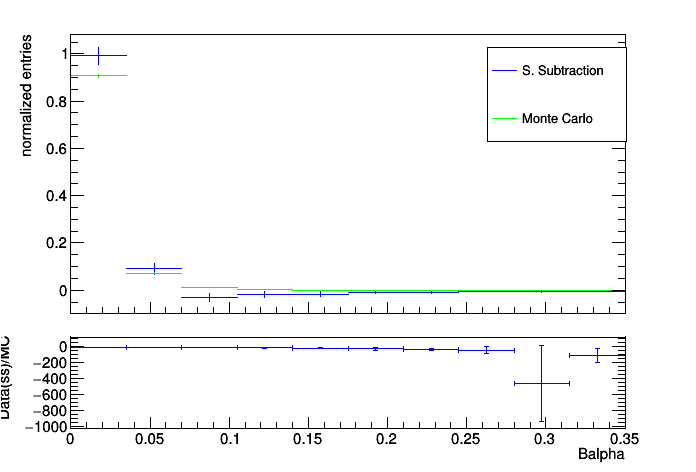 normalized entries
1
0.8
0.6
0.4
0.2
0
S. Subtraction
Monte Carlo
Data(ss)/MC
0
−200
−400
−600
−800
−1000
0 0.05 0.1 0.15 0.2 0.25 0.3 0.35
Balpha